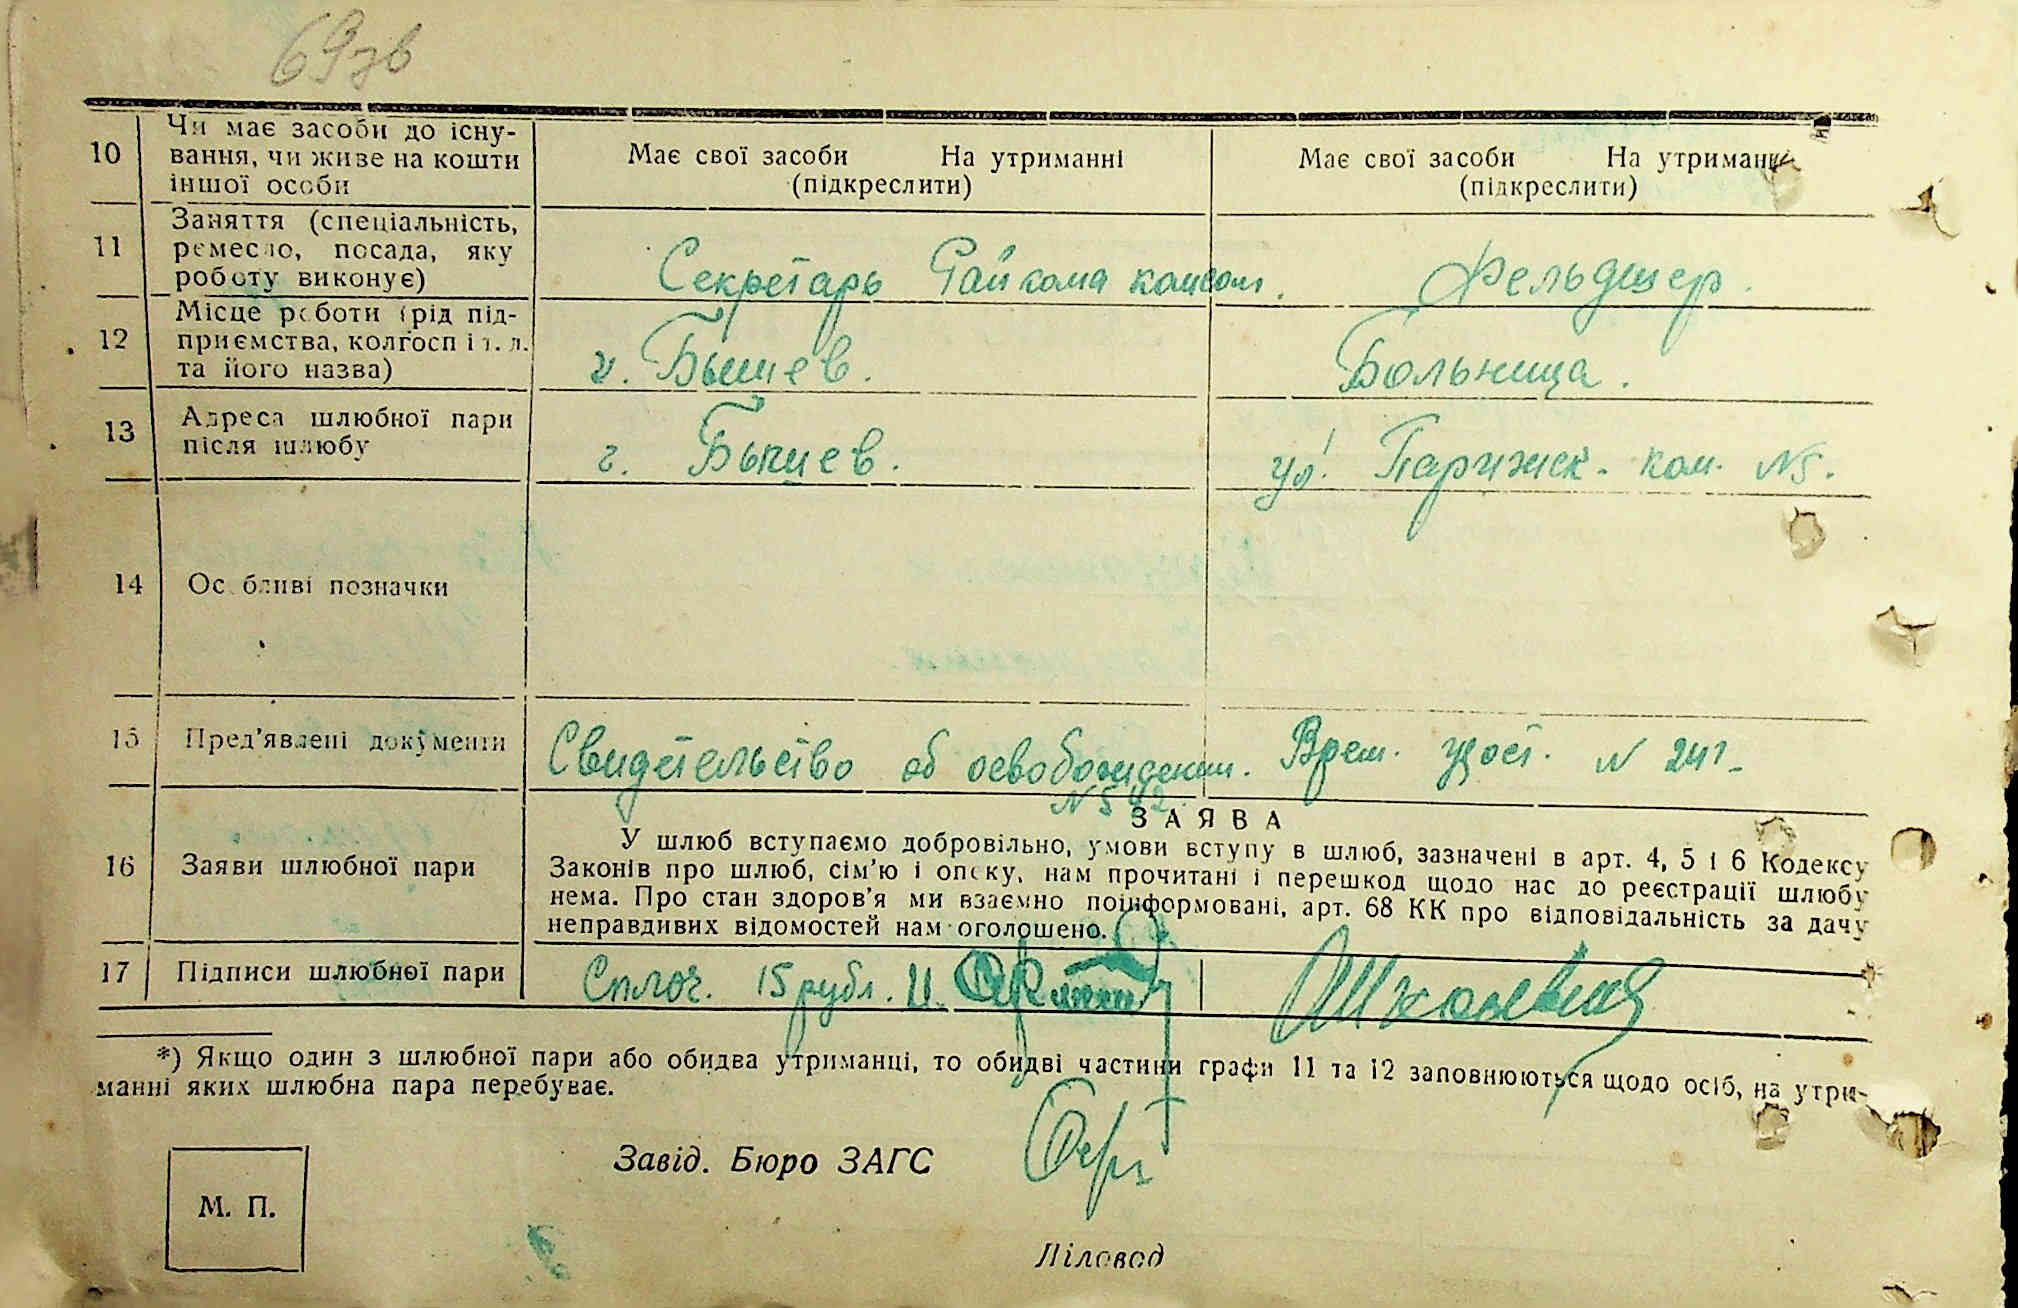 69зв
10 Чи має засоби до існу-
вання, чи живе на кошти
іншої особи
Має свої засоби На утриманні
(підкреслити)
Має свої засоби На утриманні
(підкреслити)
11 Заняття (спеціальність,
ремесло, посада, яку
роботу виконує)
Секретарь Райкома комсом.
Фельдшер.
12 Місце роботи (рід під-
приємства, колгосп і т. д.
та його назва)
г. Бышев.
Больница.
13 Адреса шлюбної пари
після шлюбу
г. Бышев.
ул. Парижск. ком. №5.
14 Особливі позначки
15 Пред'явлені документи
Свидетельство об освобождении.
№ 542.
Врем. удост. № 241
16 Заяви шлюбної пари
ЗАЯВА
У шлюб вступаємо добровільно, умови вступу в шлюб, зазначені в арт. 4, 5 і 6 Кодексу
Законів про шлюб, сім'ю і опіку, нам прочитані і перешкод щодо нас до реєстрації шлюбу
нема. Про стан здоров'я ми взаємно поінформовані, арт. 68 КК про відповідальність за дачу
неправдивих відомостей нам оголошено.
17 Підписи шлюбної пари
Сплоч. 15 рубл.
*) Якщо один з шлюбної пари або обидва утриманці, то обидві частини графи 11 та 12 заповнюються щодо осіб, на утри-
манні яких шлюбна пара перебуває.
Завід. Бюро ЗАГС
М. П.
Діловод